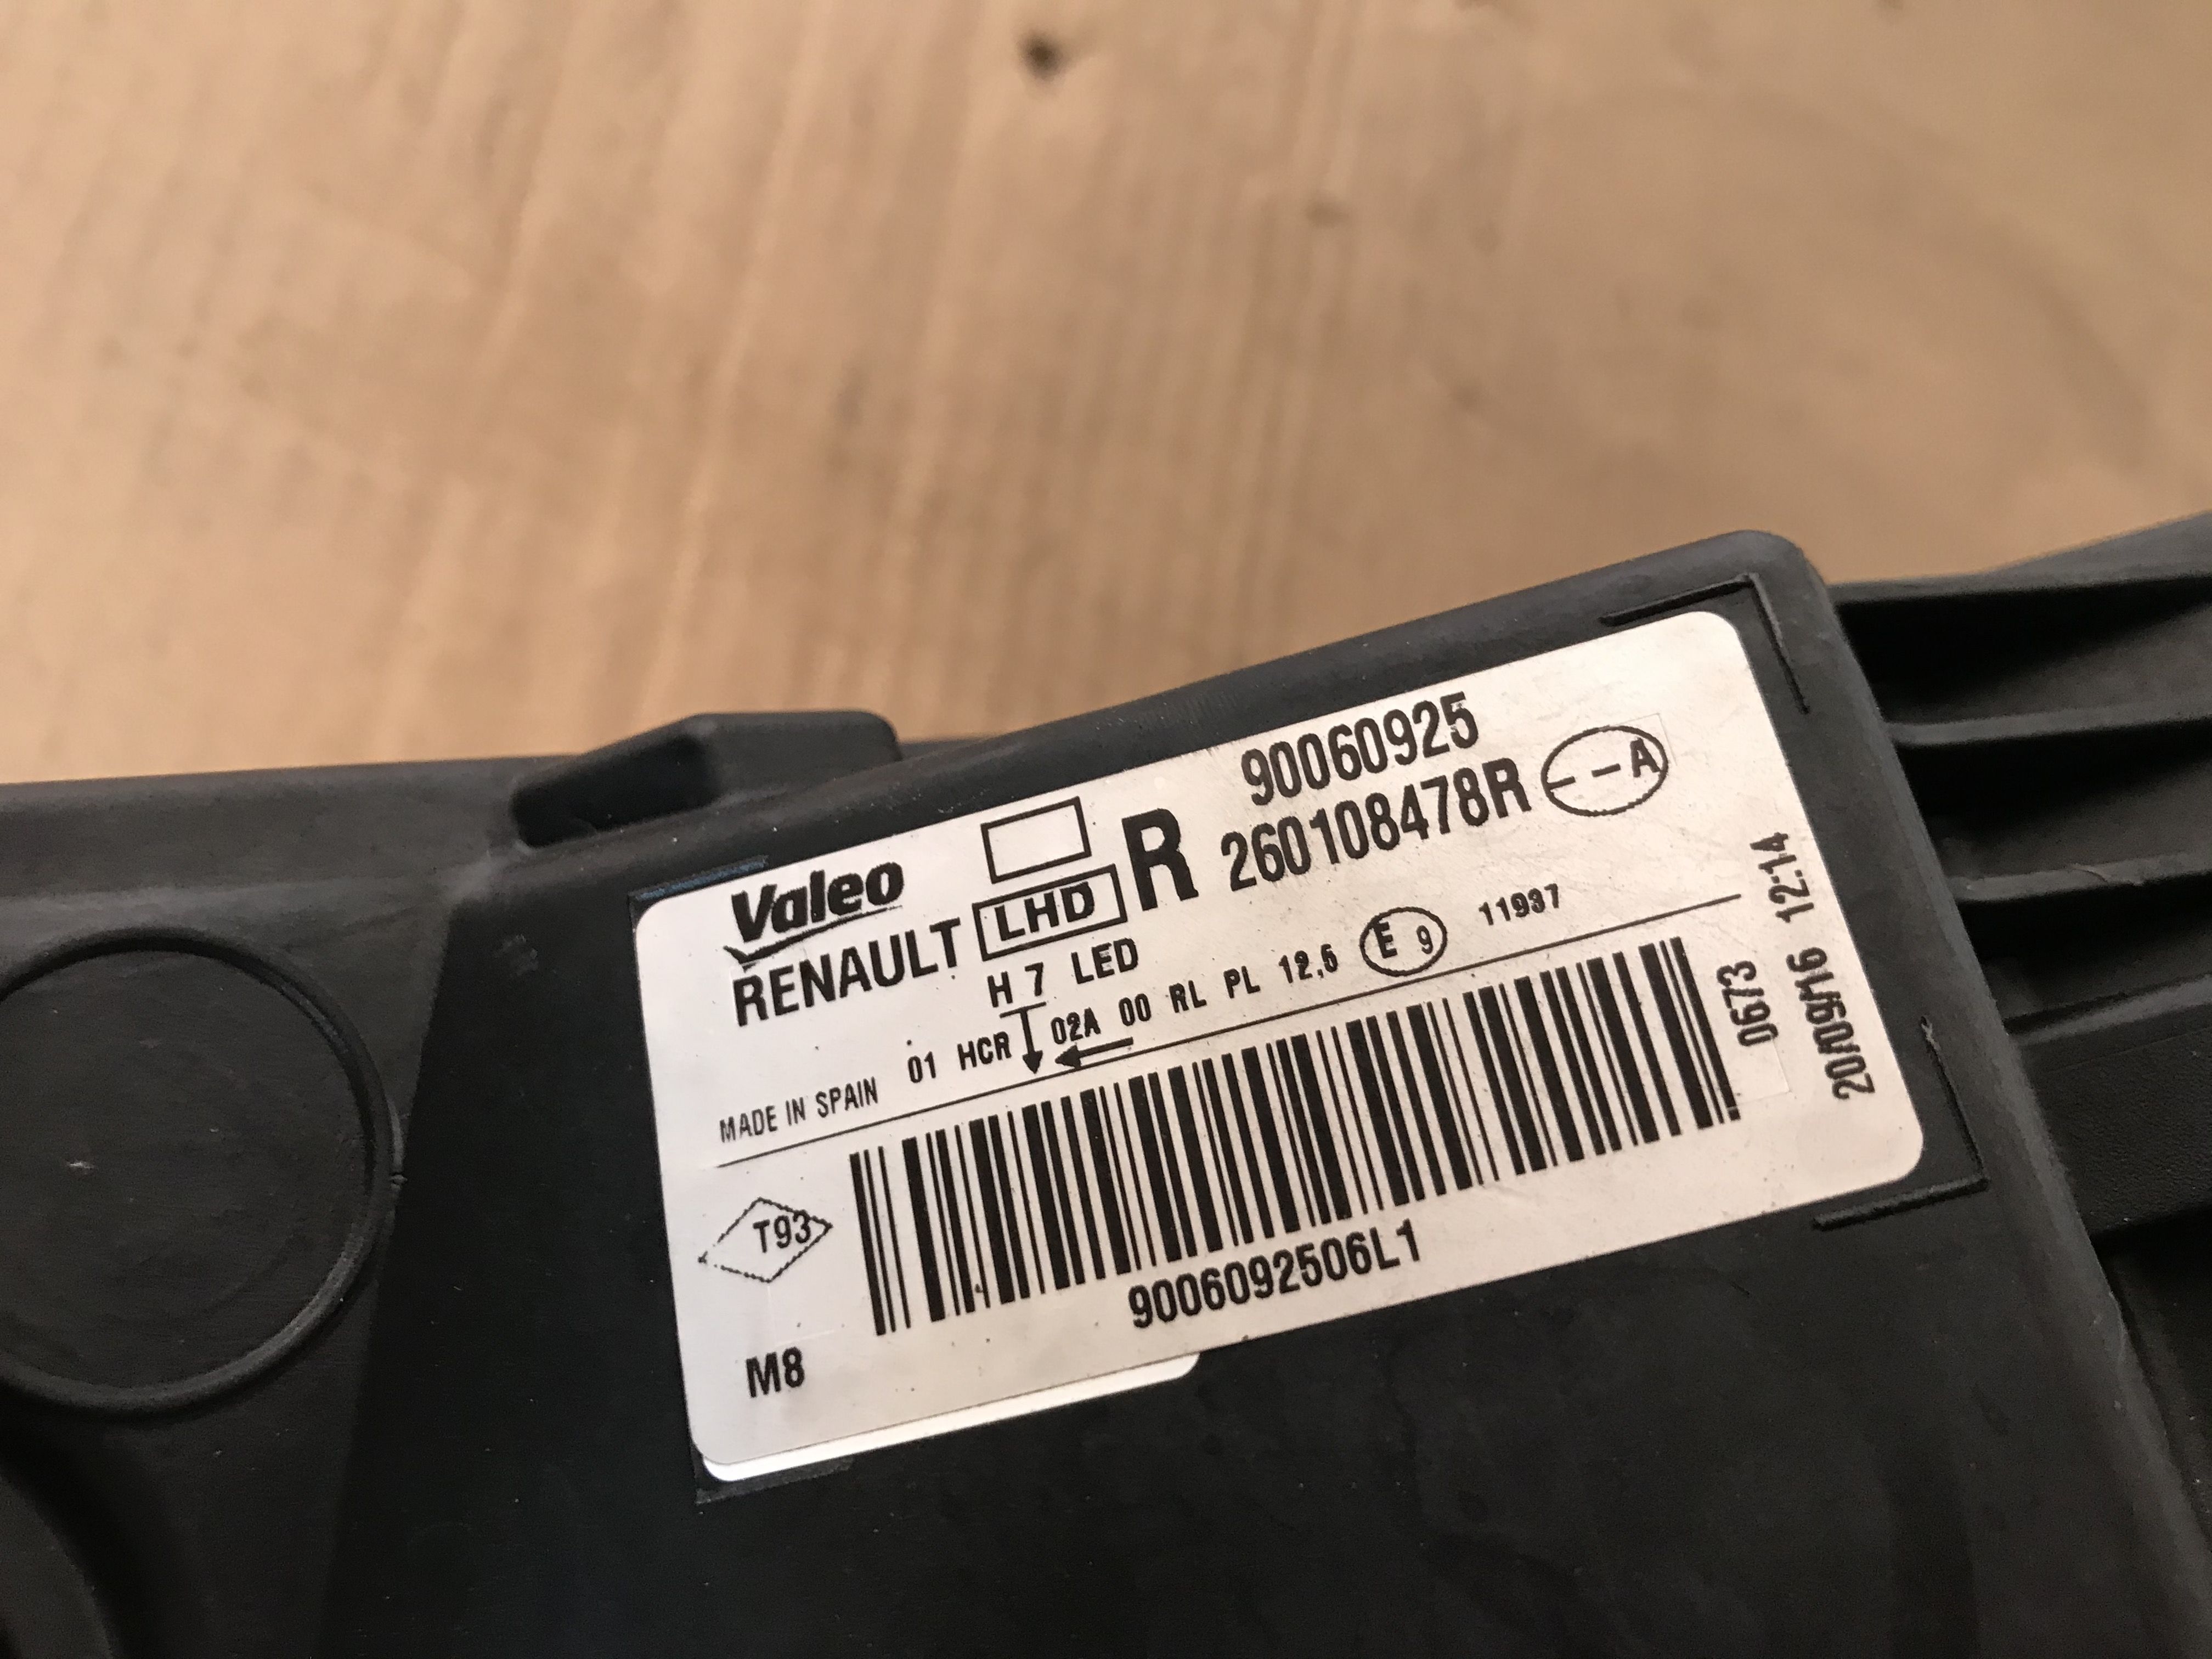 Valeo
90060925
RENAULT LHD R 260108478R --A
H7 LED
MADE IN SPAIN 01 HCR 02A 00 RL PL 12,5 E 9 11937
T93
M8
9006092506L1
0673
20/09/16 12:14